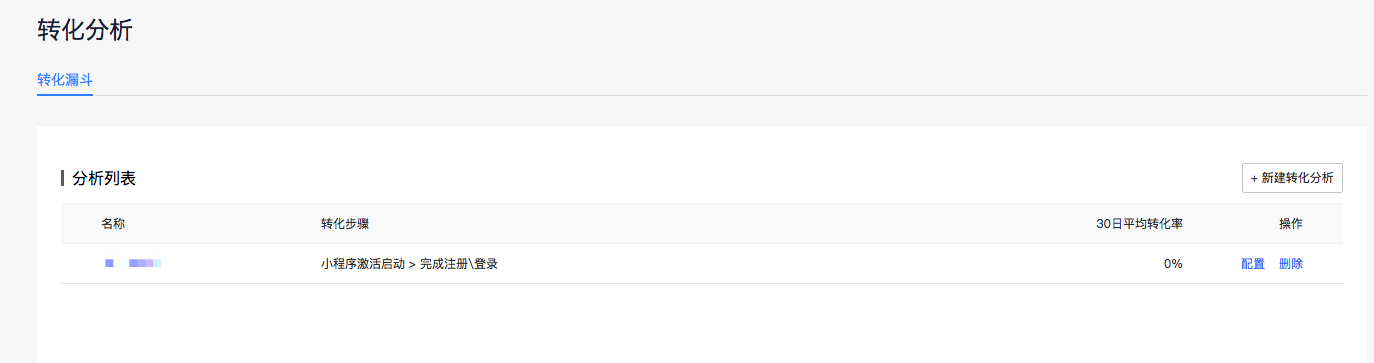 转化分析
转化漏斗
分析列表
+ 新建转化分析
名称 转化步骤 30日平均转化率 操作
小程序激活启动 > 完成注册\登录 0% 配置 删除